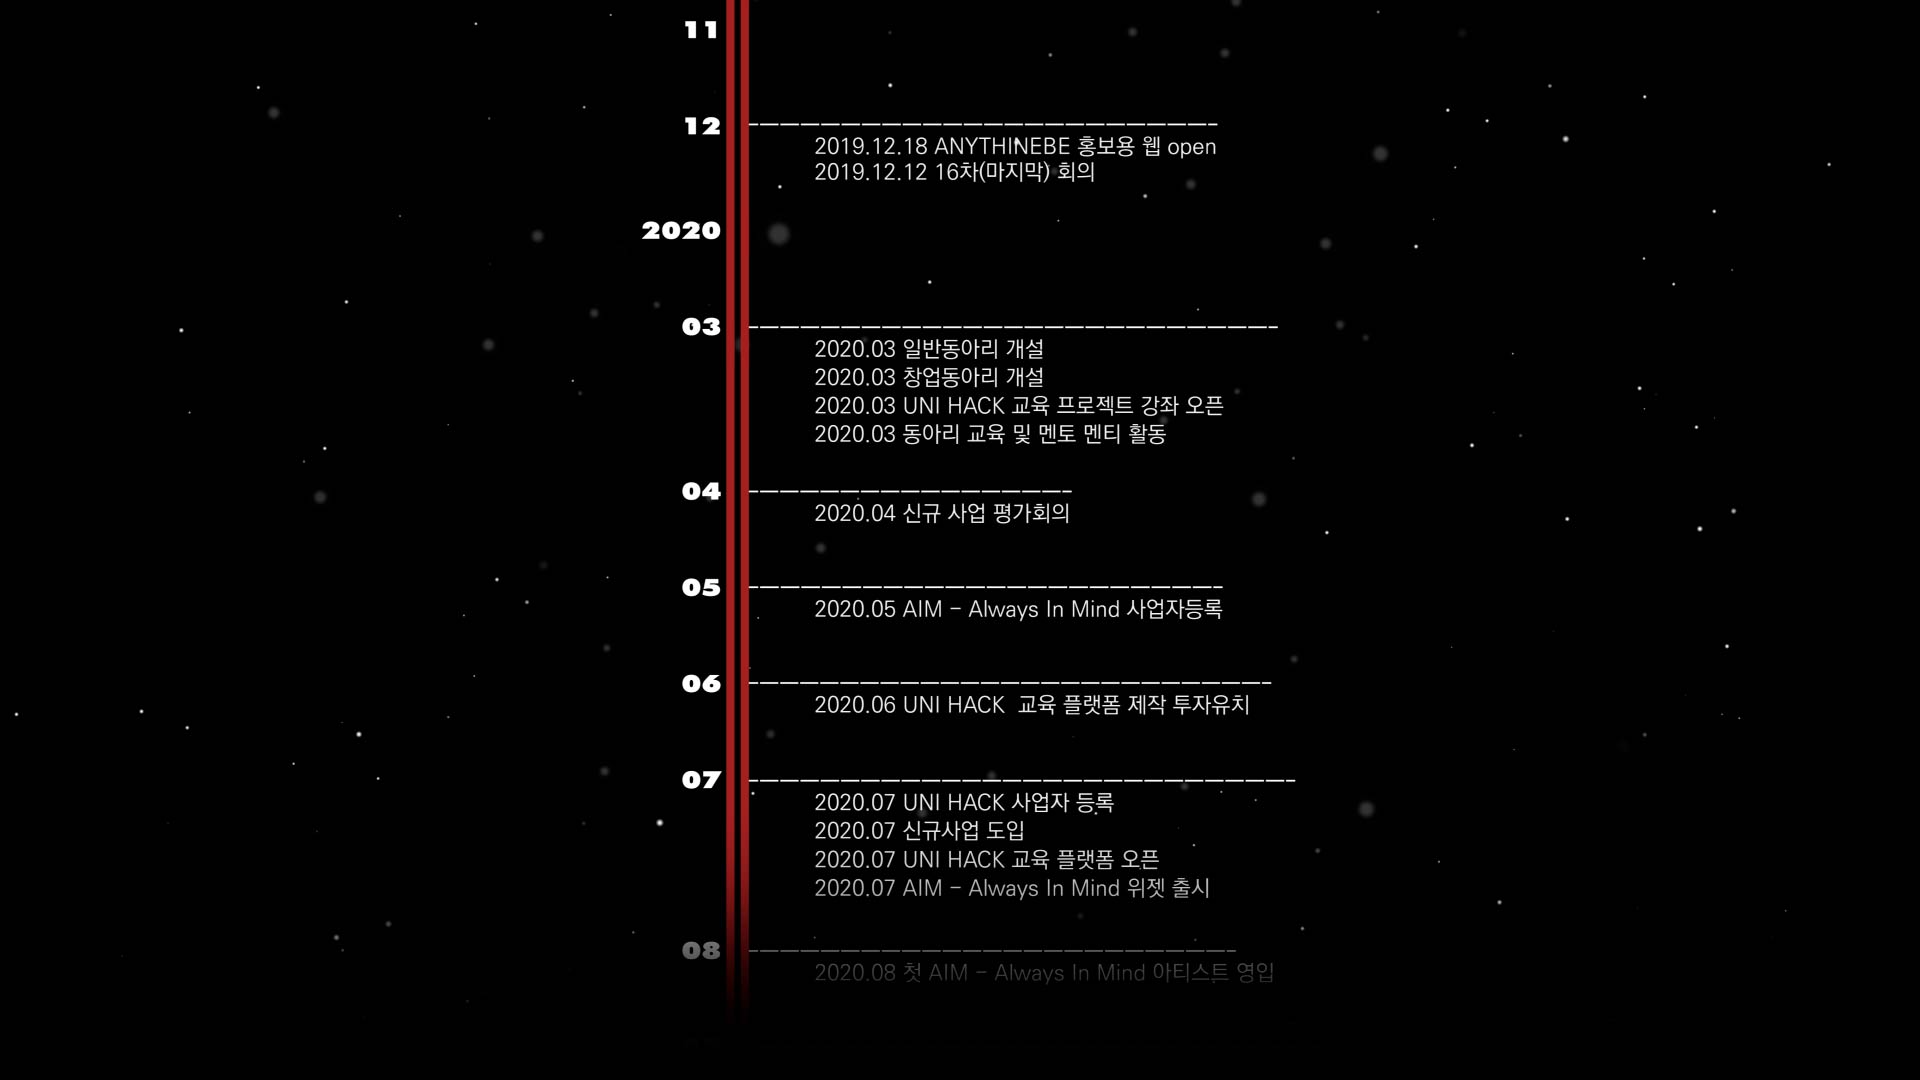 11
12
2019.12.18 ANYTHINEBE 홍보용 웹 open
2019.12.12 16차(마지막) 회의
2020
03
2020.03 일반동아리 개설
2020.03 창업동아리 개설
2020.03 UNI HACK 교육 프로젝트 강좌 오픈
2020.03 동아리 교육 및 멘토 멘티 활동
04
2020.04 신규 사업 평가회의
05
2020.05 AIM - Always In Mind 사업자등록
06
2020.06 UNI HACK  교육 플랫폼 제작 투자유치
07
2020.07 UNI HACK 사업자 등록
2020.07 신규사업 도입
2020.07 UNI HACK 교육 플랫폼 오픈
2020.07 AIM - Always In Mind 위젯 출시
08
2020.08 첫 AIM - Always In Mind 아티스트 영입